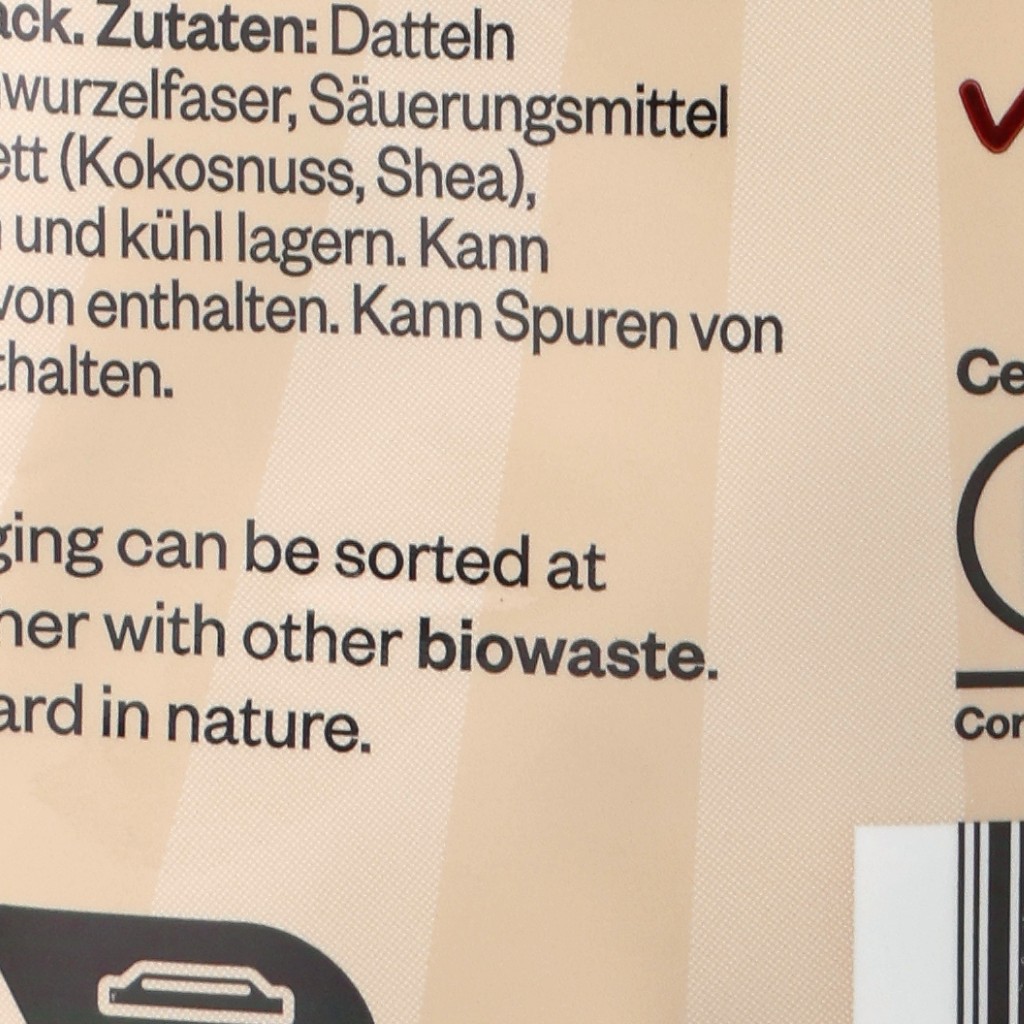 ack. Zutaten: Datteln
wurzelfaser, Säuerungsmittel
ett (Kokosnuss, Shea),
und kühl lagern. Kann
von enthalten. Kann Spuren von
thalten.
ging can be sorted at
her with other biowaste.
ard in nature.
Ce
Con